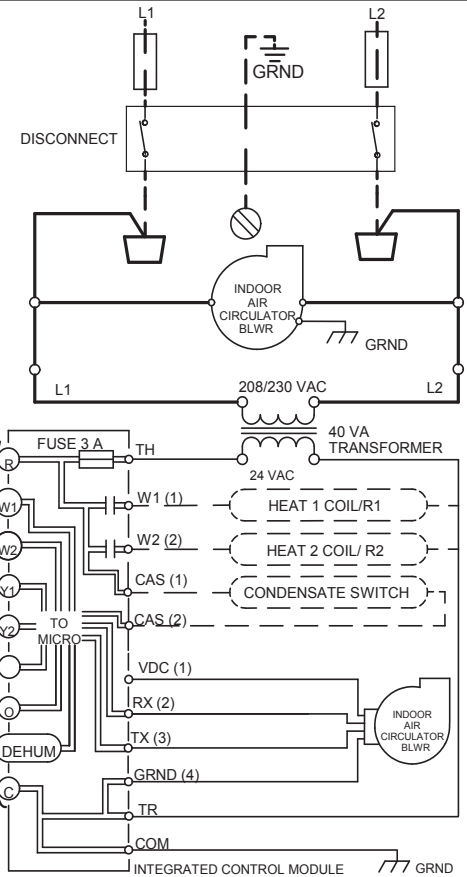 L1
L2
GRND
DISCONNECT
INDOOR
AIR
CIRCULATOR
BLWR
GRND
L1
208/230 VAC
L2
40 VA
TRANSFORMER
24 VAC
FUSE 3 A
TH
R
W1 (1)
HEAT 1 COIL/R1
W1
W2 (2)
HEAT 2 COIL/ R2
W2
CAS (1)
CONDENSATE SWITCH
Y1
CAS (2)
TO
MICRO
Y2
VDC (1)
RX (2)
O
INDOOR
AIR
CIRCULATOR
BLWR
TX (3)
DEHUM
GRND (4)
C
TR
COM
INTEGRATED CONTROL MODULE
GRND